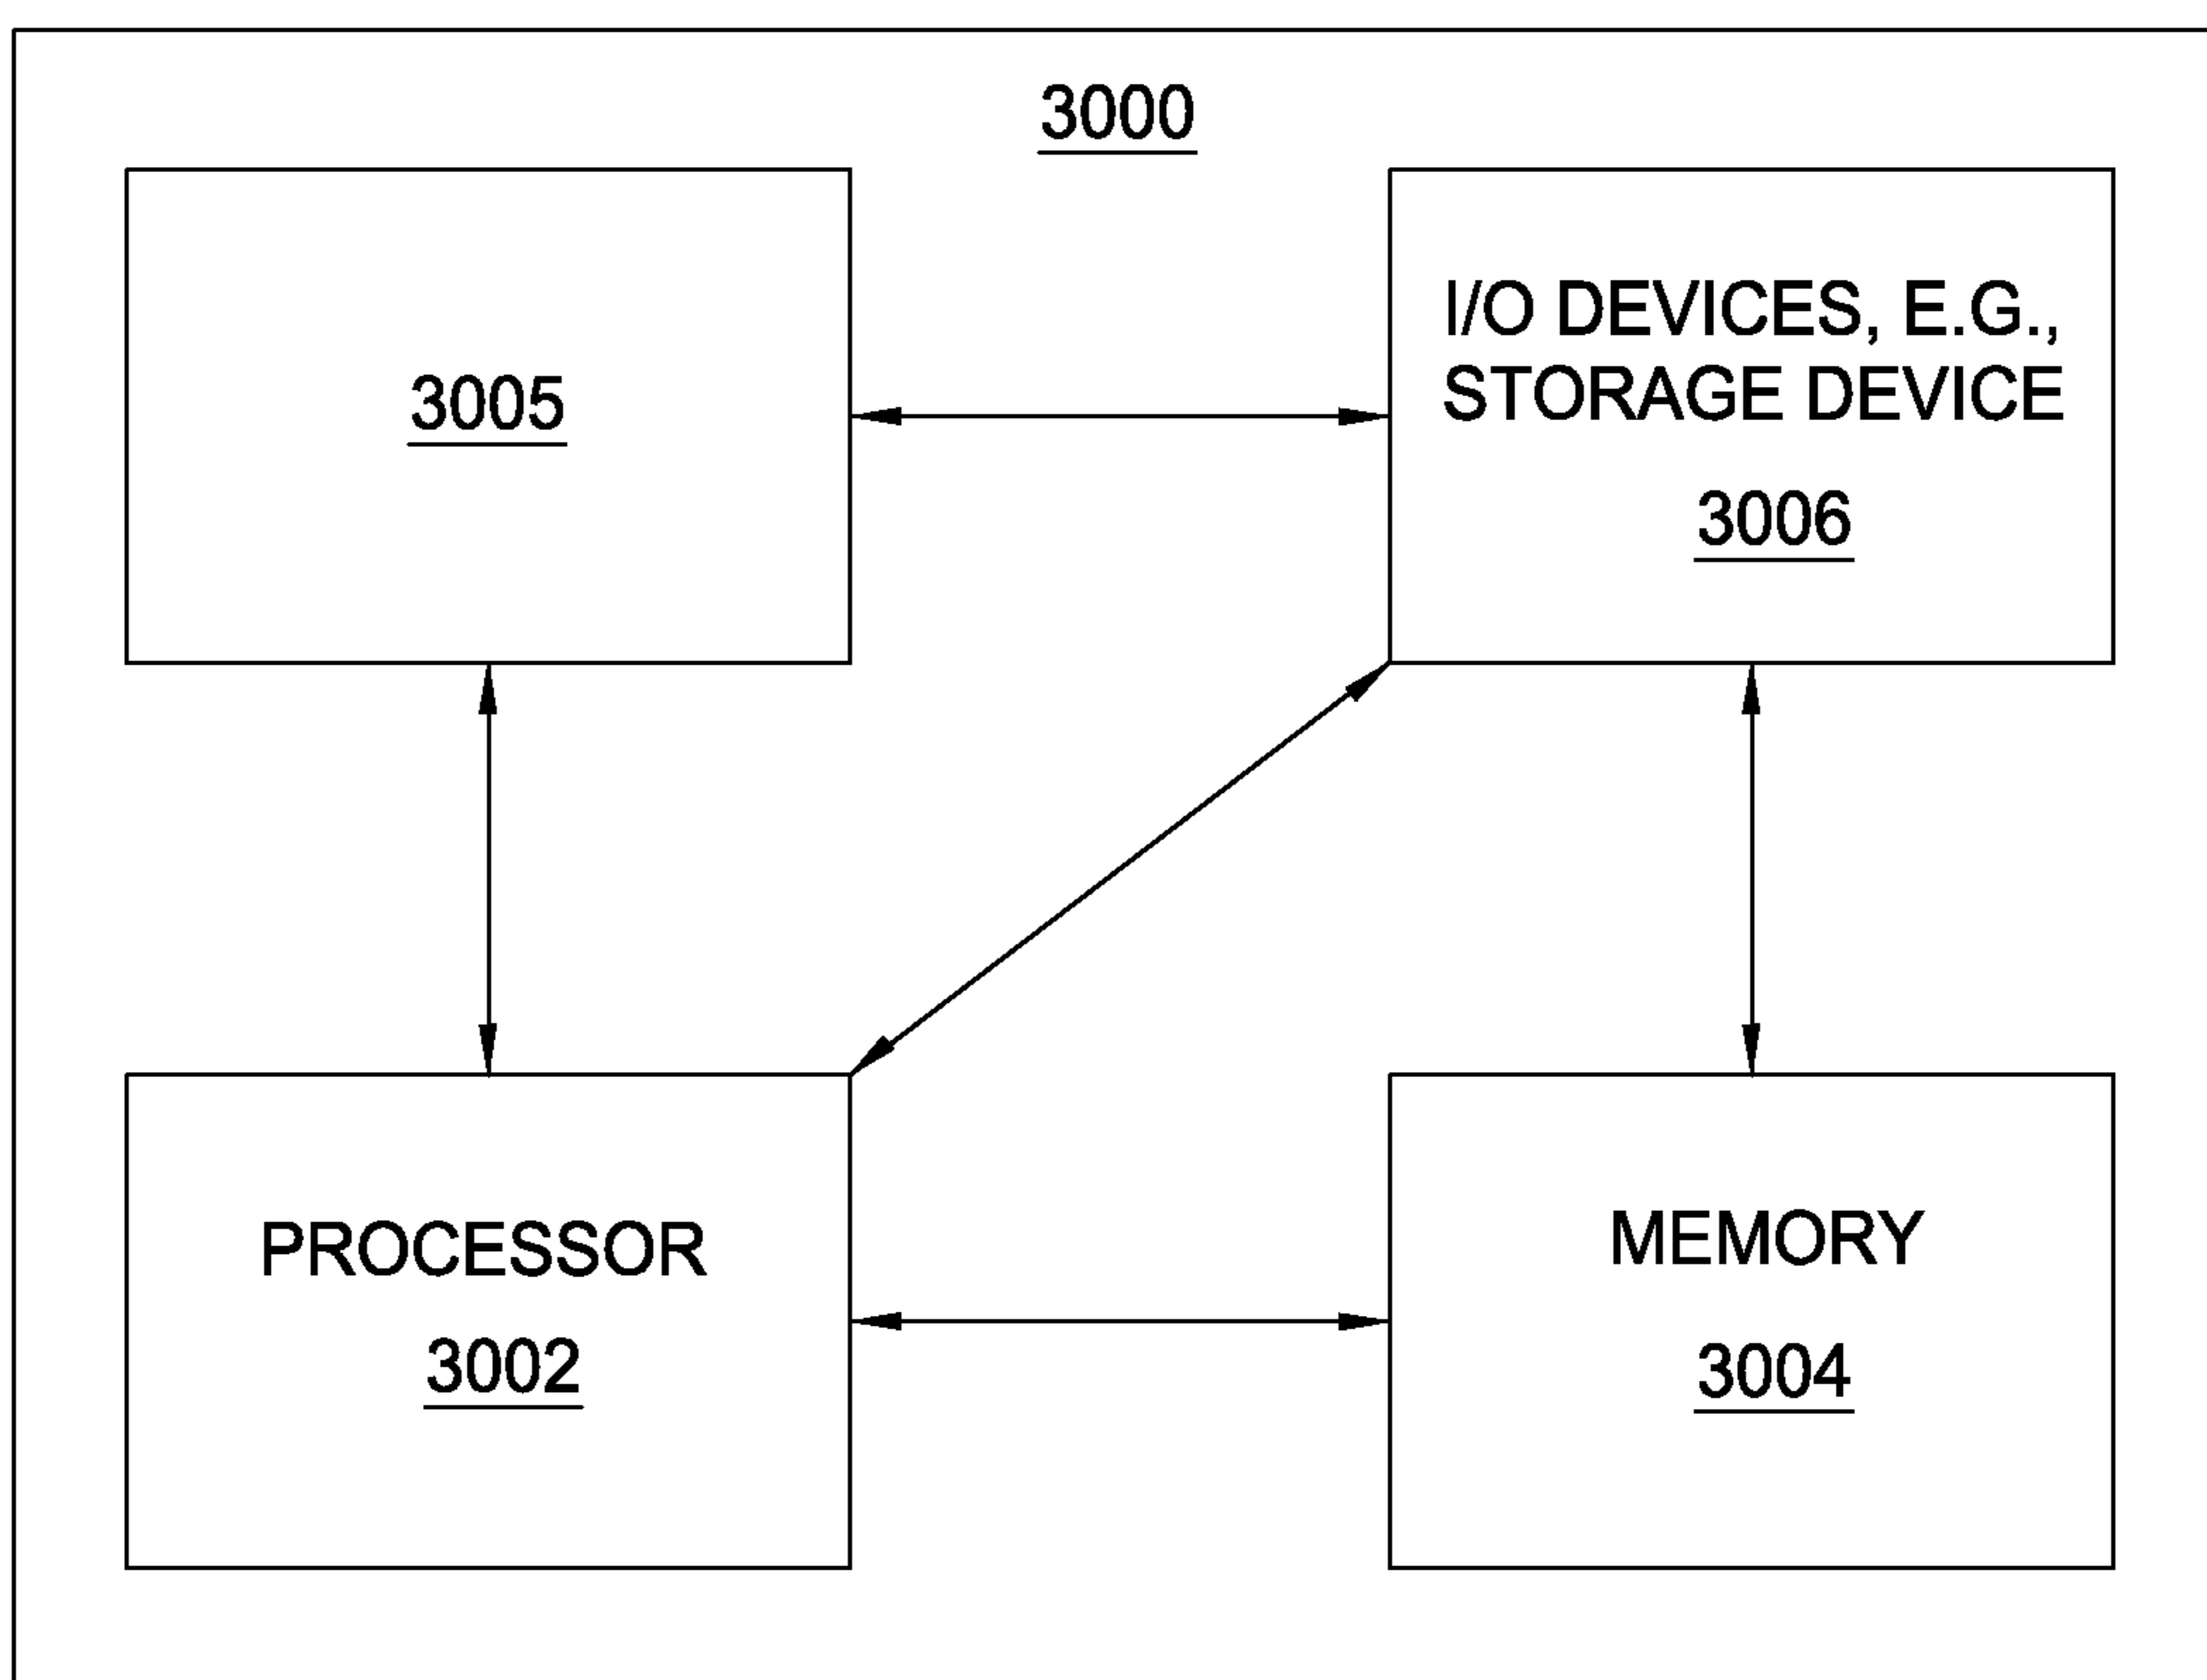 3000
3005
I/O DEVICES, E.G.,
STORAGE DEVICE
3006
PROCESSOR
3002
MEMORY
3004